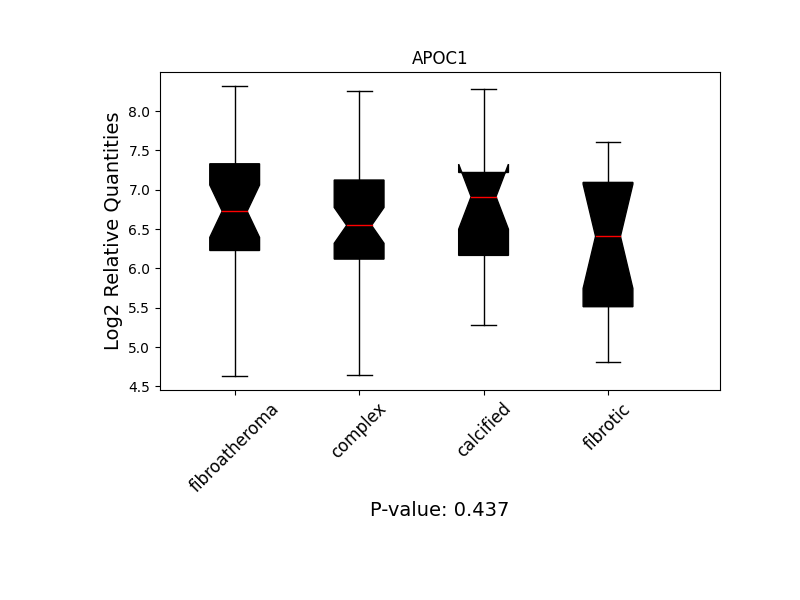 APOC1
Log2 Relative Quantities
8.0
7.5
7.0
6.5
6.0
5.5
5.0
4.5
fibroatheroma
complex
calcified
fibrotic
P-value: 0.437